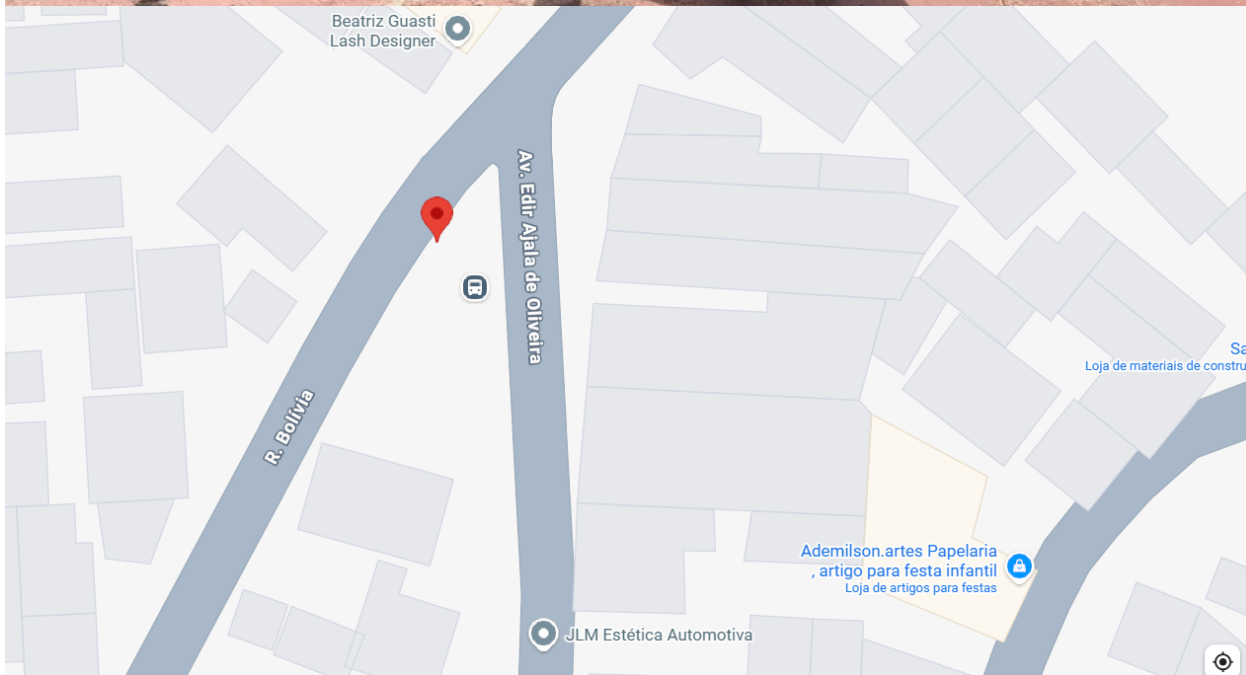 Beatriz Guasti
Lash Designer
Av. Edir Ajala de Oliveira
R. Bolívia
Sa
Loja de materiais de constru
Ademilson.artes Papelaria
, artigo para festa infantil
Loja de artigos para festas
JLM Estética Automotiva